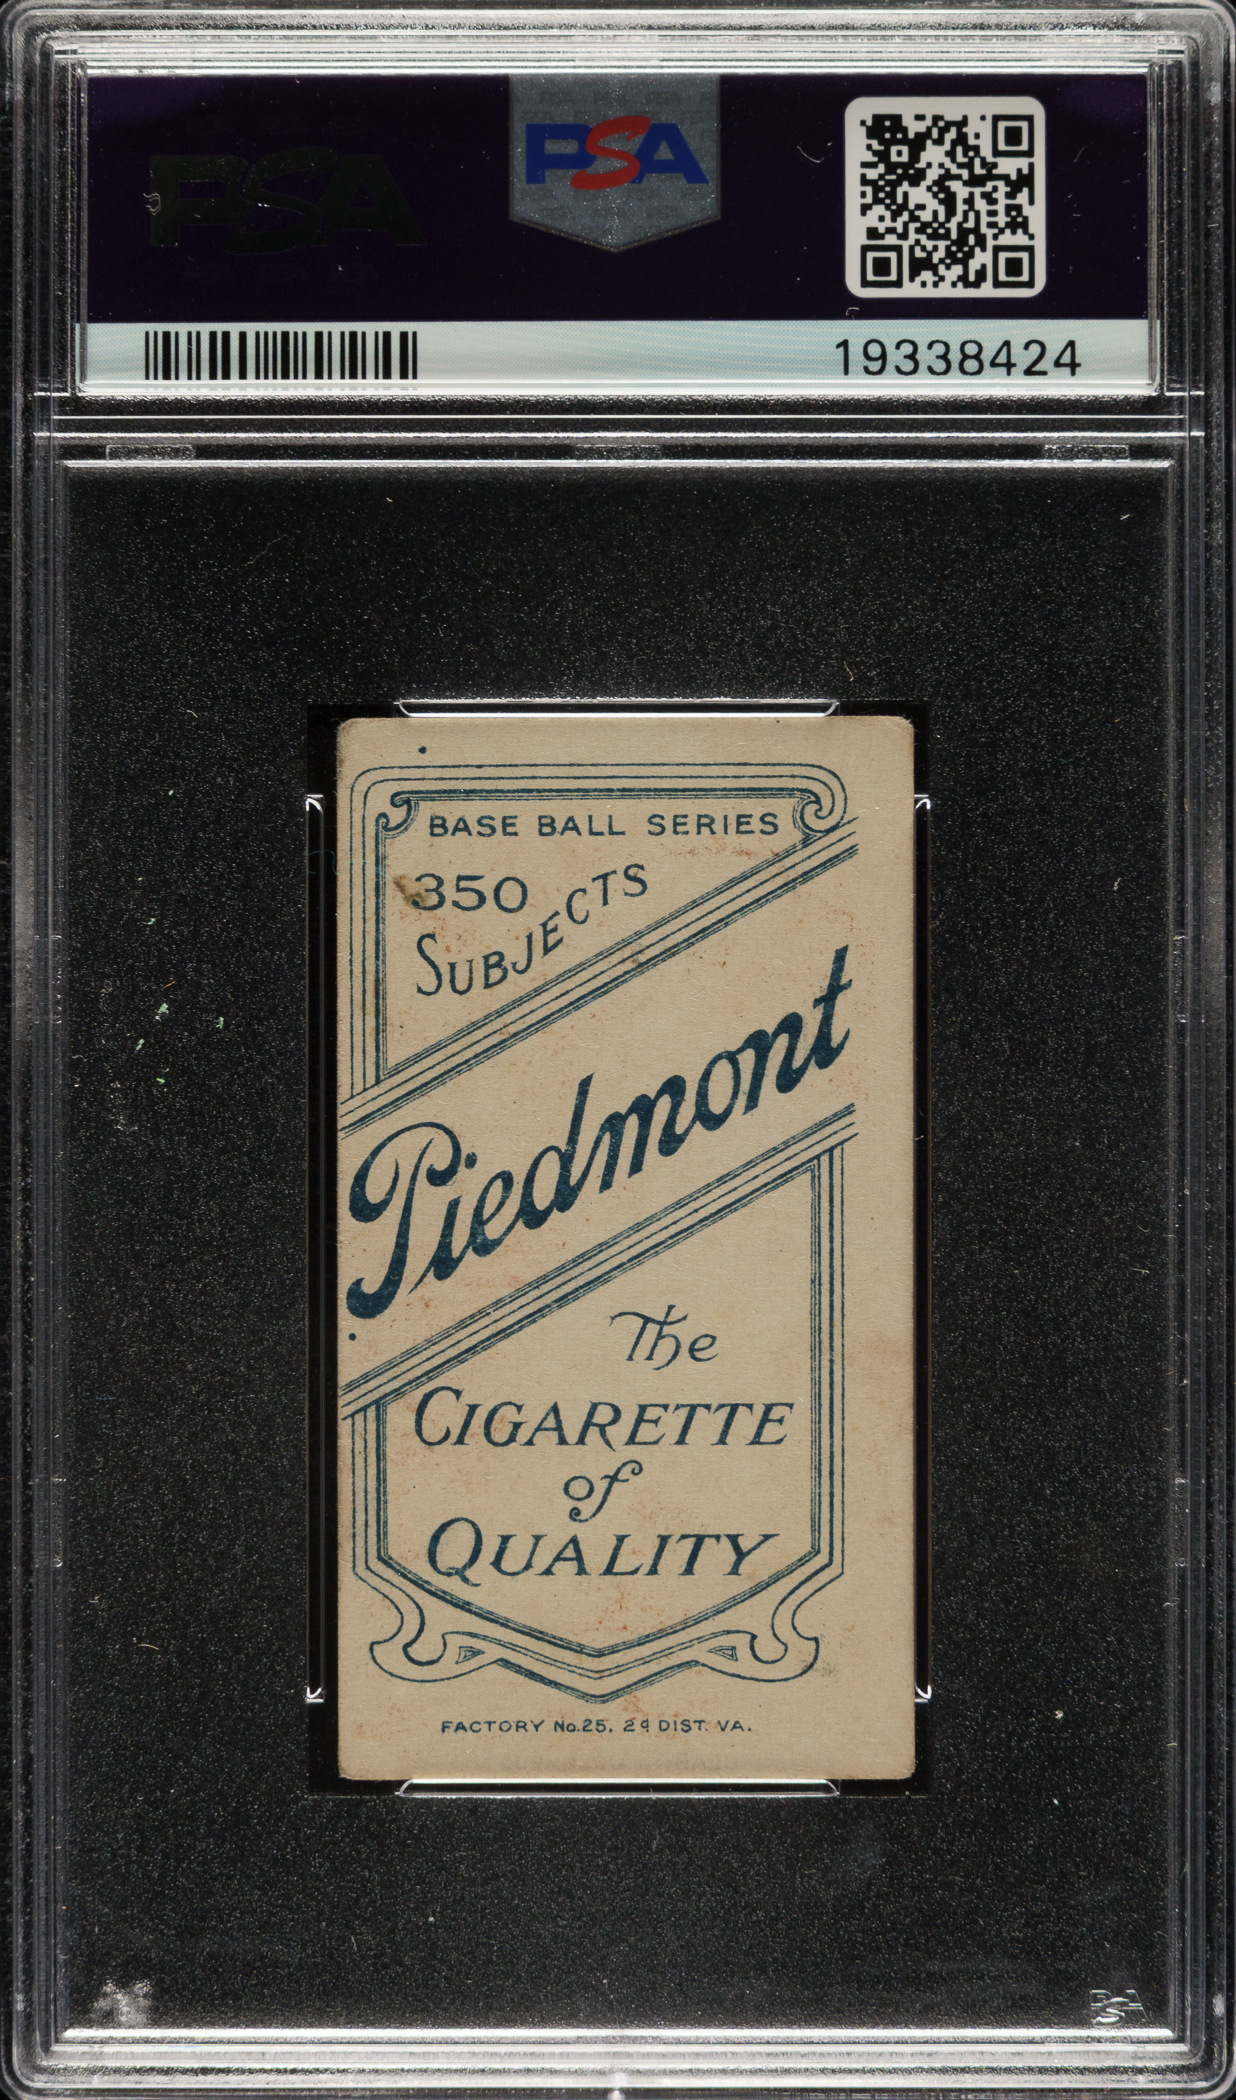 PSA
PSA
19338424
BASE BALL SERIES
350
SUBJECTS
Piedmont
The
CIGARETTE
of
QUALITY
FACTORY No.25. 2d DIST. VA.
PSA